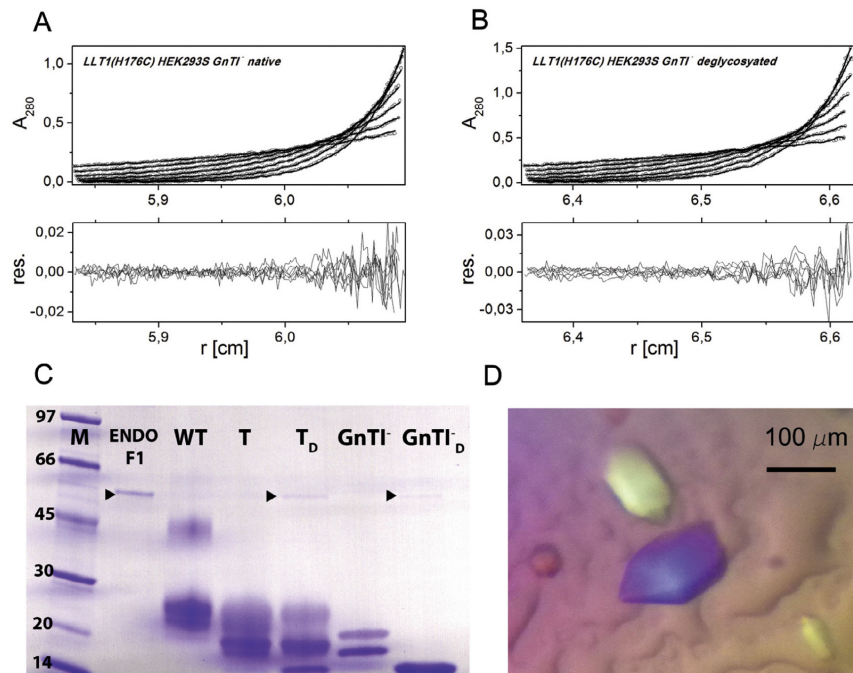 A
LLT1(H176C) HEK293S GnTI⁻ native
A₂₈₀
1,0
0,5
0,0
5,9 6,0
res.
0,02
0,00
-0,02
5,9 6,0
r [cm]
B
LLT1(H176C) HEK293S GnTI⁻ deglycosyated
A₂₈₀
1,5
1,0
0,5
0,0
6,4 6,5 6,6
res.
0,03
0,00
-0,03
6,4 6,5 6,6
r [cm]
C
97
66
45
30
20
14
M ENDO F1 WT T T_D GnTI⁻ GnTI⁻_D
D
100 μm